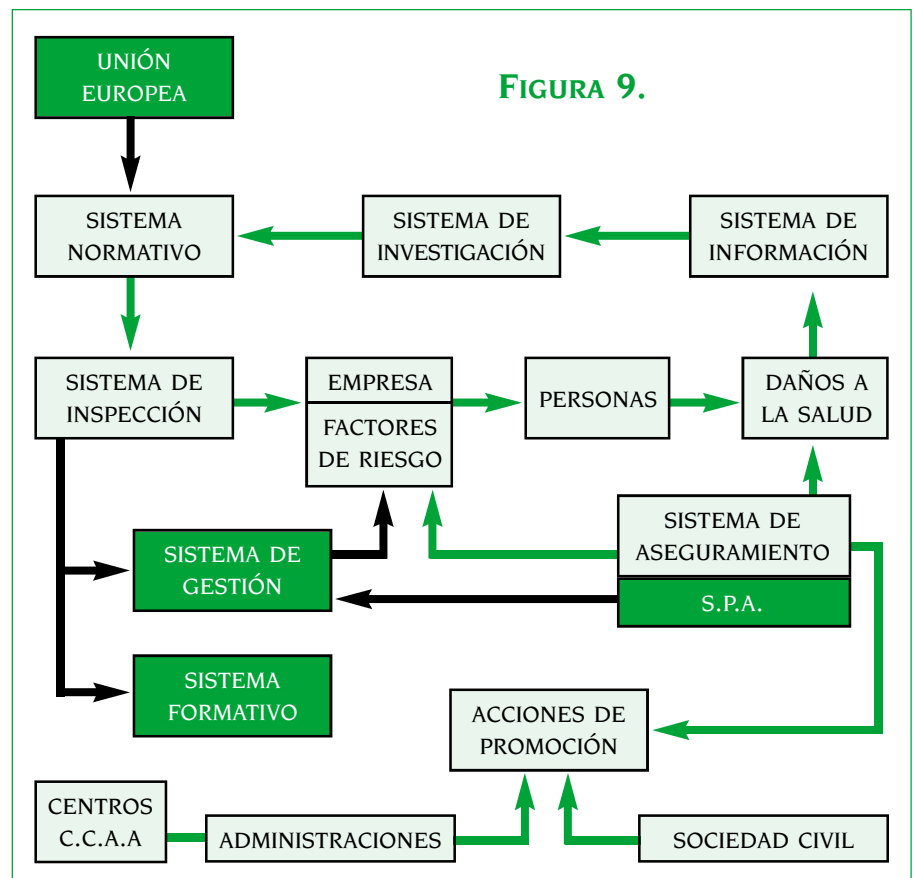 UNIÓN
EUROPEA
FIGURA 9.
SISTEMA
NORMATIVO
SISTEMA DE
INVESTIGACIÓN
SISTEMA DE
INFORMACIÓN
SISTEMA DE
INSPECCIÓN
EMPRESA
FACTORES
DE RIESGO
PERSONAS
DAÑOS A
LA SALUD
SISTEMA DE
GESTIÓN
SISTEMA DE
ASEGURAMIENTO
S.P.A.
SISTEMA
FORMATIVO
ACCIONES DE
PROMOCIÓN
CENTROS
C.C.A.A
ADMINISTRACIONES
SOCIEDAD CIVIL